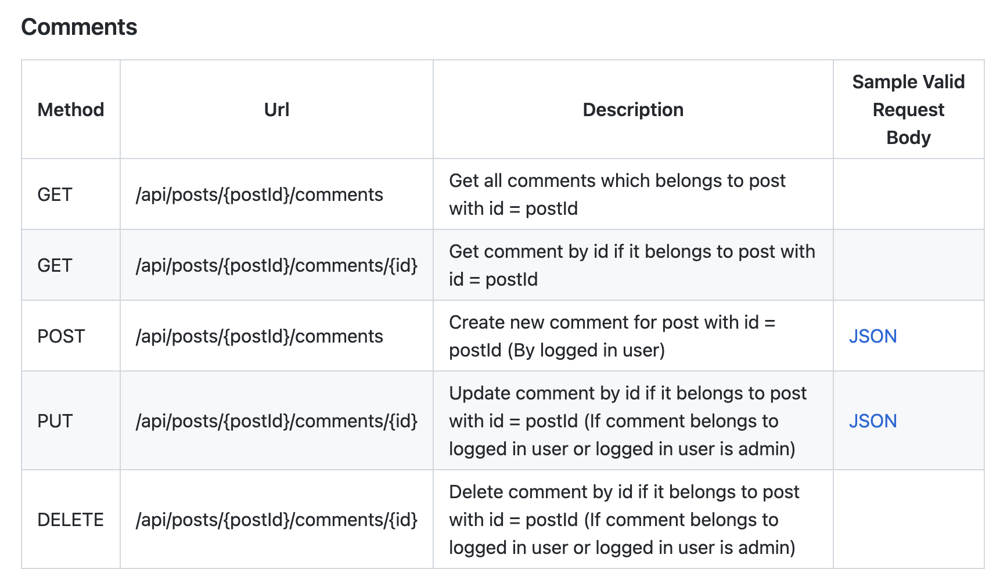 Comments
Method
Url
Description
Sample Valid
Request
Body
GET
/api/posts/{postId}/comments
Get all comments which belongs to post
with id = postId
GET
/api/posts/{postId}/comments/{id}
Get comment by id if it belongs to post with
id = postId
POST
/api/posts/{postId}/comments
Create new comment for post with id =
postId (By logged in user)
JSON
PUT
/api/posts/{postId}/comments/{id}
Update comment by id if it belongs to post
with id = postId (If comment belongs to
logged in user or logged in user is admin)
JSON
DELETE
/api/posts/{postId}/comments/{id}
Delete comment by id if it belongs to post
with id = postId (If comment belongs to
logged in user or logged in user is admin)